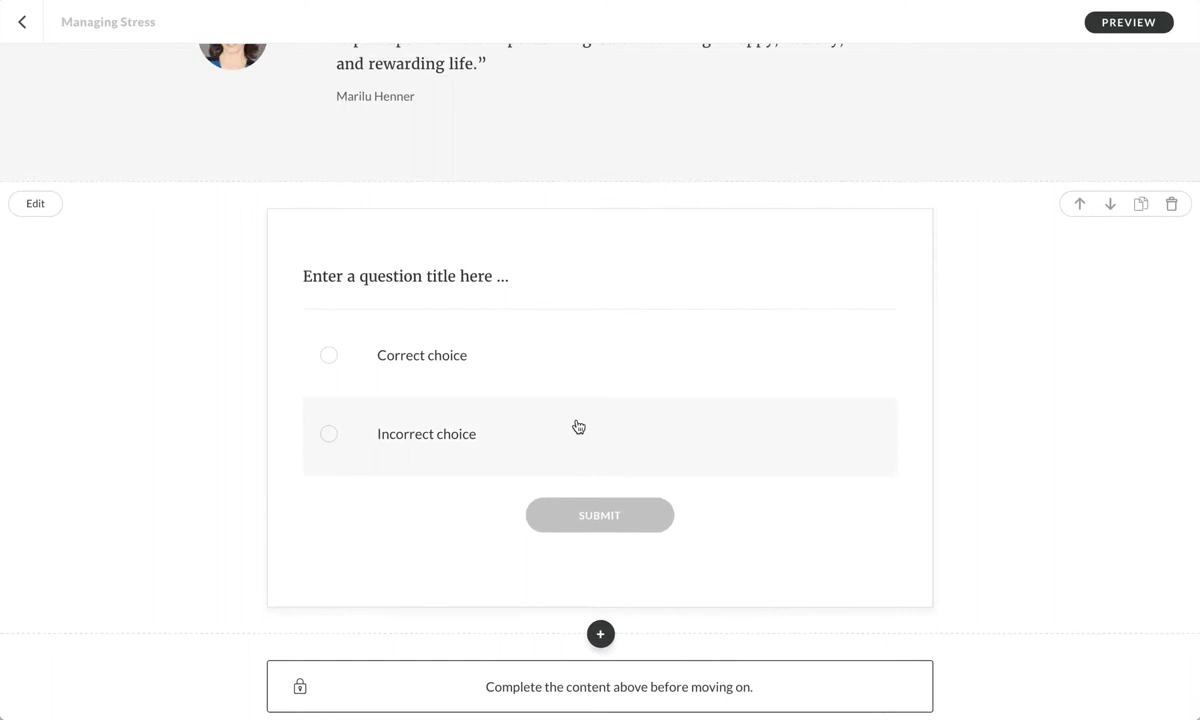 Managing Stress
PREVIEW
and rewarding life.”
Marilu Henner
Edit
Enter a question title here ...
Correct choice
Incorrect choice
SUBMIT
Complete the content above before moving on.